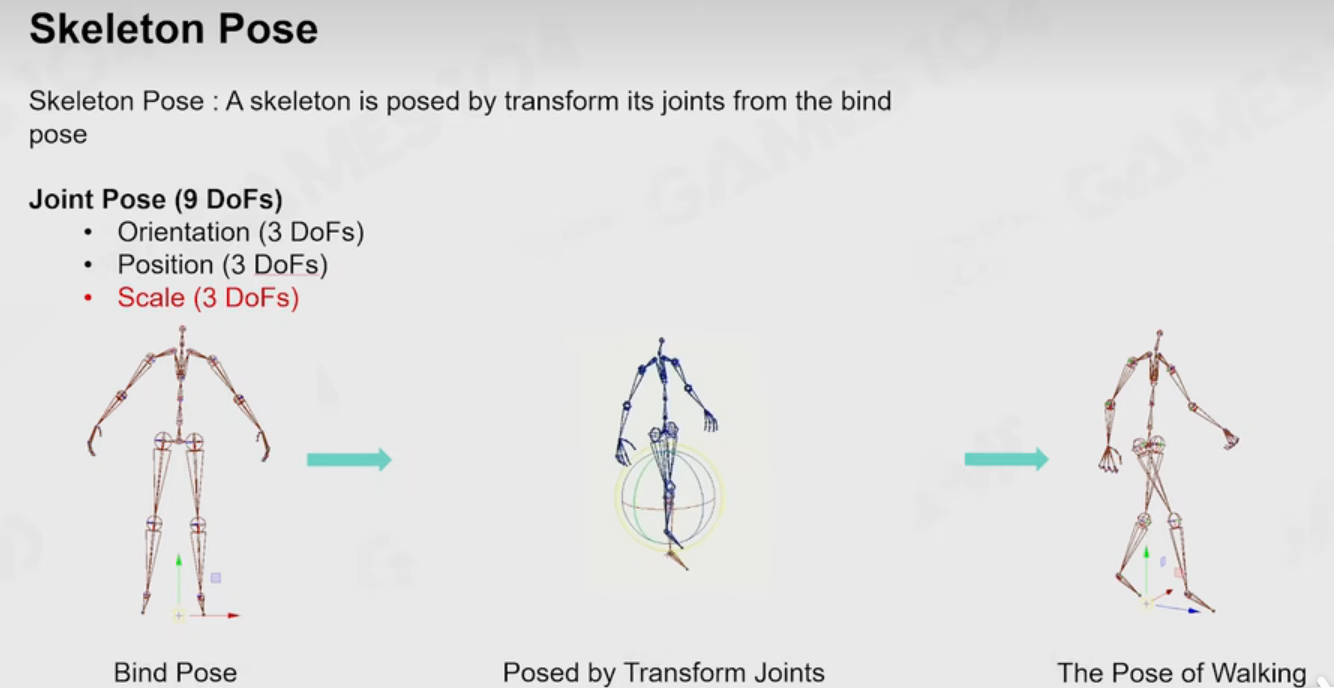 Skeleton Pose
Skeleton Pose : A skeleton is posed by transform its joints from the bind
pose
Joint Pose (9 DoFs)
• Orientation (3 DoFs)
• Position (3 DoFs)
• Scale (3 DoFs)
Bind Pose
Posed by Transform Joints
The Pose of Walking
GAMES104